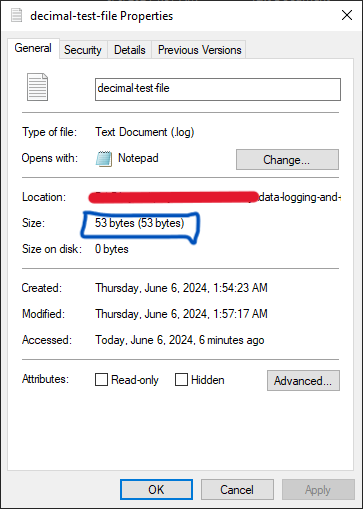 decimal-test-file Properties
General Security Details Previous Versions
decimal-test-file
Type of file: Text Document (.log)
Opens with: Notepad Change...
Location: data-logging-and-
Size: 53 bytes (53 bytes)
Size on disk: 0 bytes
Created: Thursday, June 6, 2024, 1:54:23 AM
Modified: Thursday, June 6, 2024, 1:57:17 AM
Accessed: Today, June 6, 2024, 6 minutes ago
Attributes: Read-only Hidden Advanced...
OK Cancel Apply